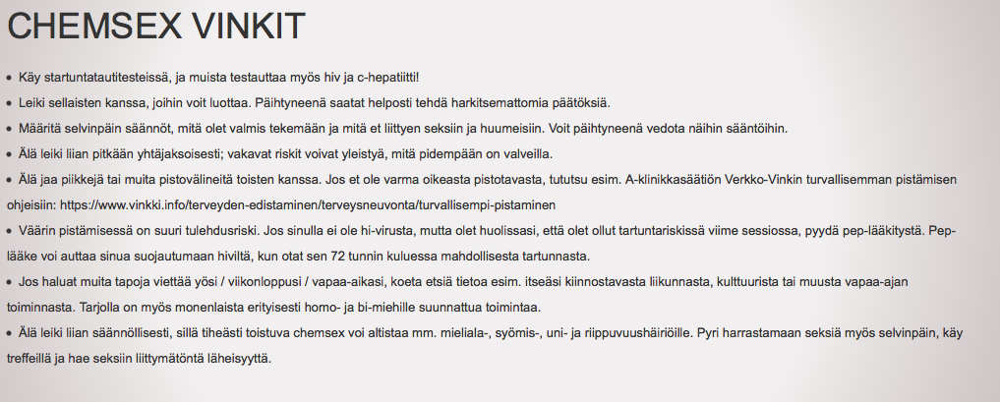 CHEMSEX VINKIT
• Käy startuntatautitesteissä, ja muista testauttaa myös hiv ja c-hepatiitti!
• Leiki sellaisten kanssa, joihin voit luottaa. Päihtyneenä saatat helposti tehdä harkitsemattomia päätöksiä.
• Määritä selvinpäin säännöt, mitä olet valmis tekemään ja mitä et liittyen seksiin ja huumeisiin. Voit päihtyneenä vedota näihin sääntöihin.
• Älä leiki liian pitkään yhtäjaksoisesti; vakavat riskit voivat yleistyä, mitä pidempään on valveilla.
• Älä jaa piikkejä tai muita pistovälineitä toisten kanssa. Jos et ole varma oikeasta pistotavasta, tututsu esim. A-klinikkasäätiön Verkko-Vinkin turvallisemman pistämisen
ohjeisiin: https://www.vinkki.info/terveyden-edistaminen/terveysneuvonta/turvallisempi-pistaminen
• Väärin pistämisessä on suuri tulehdusriski. Jos sinulla ei ole hi-virusta, mutta olet huolissasi, että olet ollut tartuntariskissä viime sessiossa, pyydä pep-lääkitystä. Pep-
lääke voi auttaa sinua suojautumaan hiviltä, kun otat sen 72 tunnin kuluessa mahdollisesta tartunnasta.
• Jos haluat muita tapoja viettää yösi / viikonloppusi / vapaa-aikasi, koeta etsiä tietoa esim. itseäsi kiinnostavasta liikunnasta, kulttuurista tai muusta vapaa-ajan
toiminnasta. Tarjolla on myös monenlaista erityisesti homo- ja bi-miehille suunnattua toimintaa.
• Älä leiki liian säännöllisesti, sillä tiheästi toistuva chemsex voi altistaa mm. mieliala-, syömis-, uni- ja riippuvuushäiriöille. Pyri harrastamaan seksiä myös selvinpäin, käy
treffeillä ja hae seksiin liittymätöntä läheisyyttä.